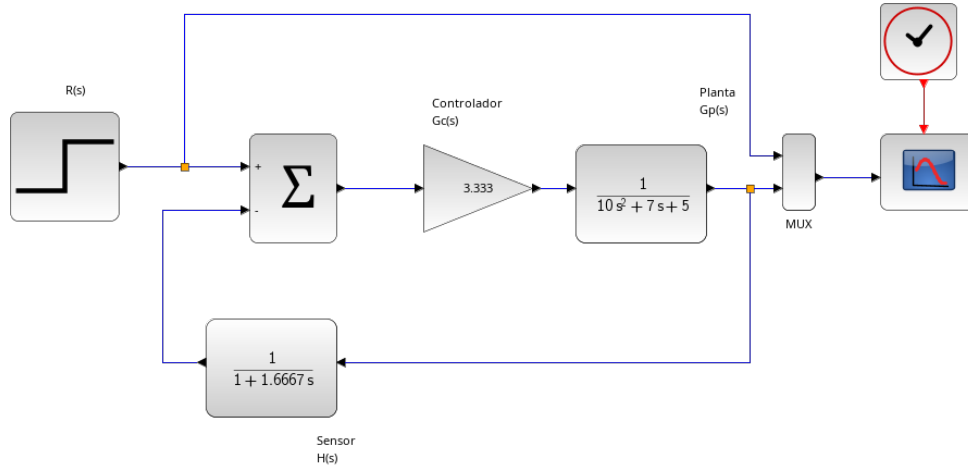 R(s)
Controlador
Gc(s)
Planta
Gp(s)
+
-
Σ
3.333
1
10 s² + 7 s + 5
MUX
1
1 + 1.6667 s
Sensor
H(s)